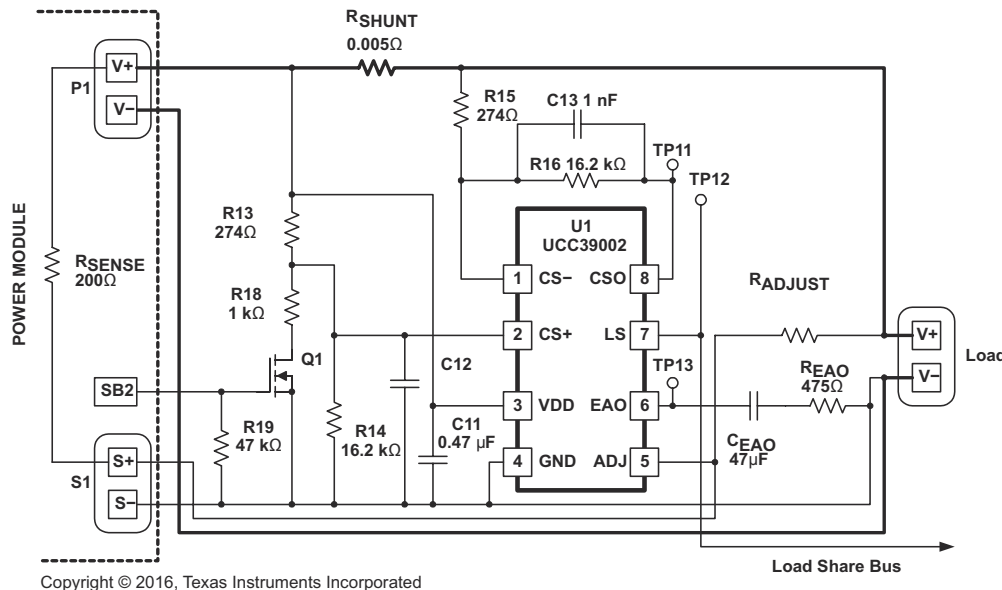 RSHUNT
0.005Ω
P1
V+
V−
R15
274Ω
C13 1 nF
R16 16.2 kΩ
TP11
TP12
POWER MODULE
RSENSE
200Ω
R13
274Ω
R18
1 kΩ
Q1
SB2
R19
47 kΩ
R14
16.2 kΩ
C12
C11
0.47 µF
U1
UCC39002
1 CS− CSO 8
2 CS+ LS 7
3 VDD EAO 6
4 GND ADJ 5
TP13
RADJUST
REAO
475Ω
CEAO
47µF
V+
V−
Load
S1
S+
S−
Load Share Bus
Copyright © 2016, Texas Instruments Incorporated